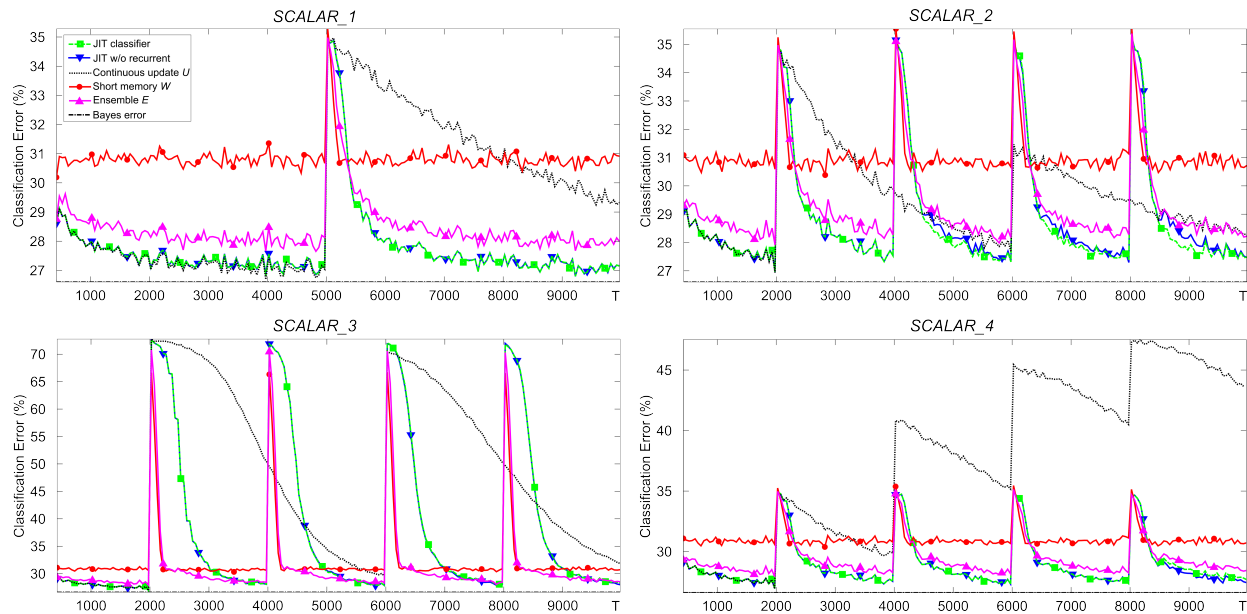 SCALAR_1
Classification Error (%)
35
34
33
32
31
30
29
28
27
JIT classifier
JIT w/o recurrent
Continuous update U
Short memory W
Ensemble E
Bayes error
1000 2000 3000 4000 5000 6000 7000 8000 9000 T
SCALAR_2
Classification Error (%)
35
34
33
32
31
30
29
28
27
1000 2000 3000 4000 5000 6000 7000 8000 9000 T
SCALAR_3
Classification Error (%)
70
65
60
55
50
45
40
35
30
1000 2000 3000 4000 5000 6000 7000 8000 9000 T
SCALAR_4
Classification Error (%)
45
40
35
30
1000 2000 3000 4000 5000 6000 7000 8000 9000 T